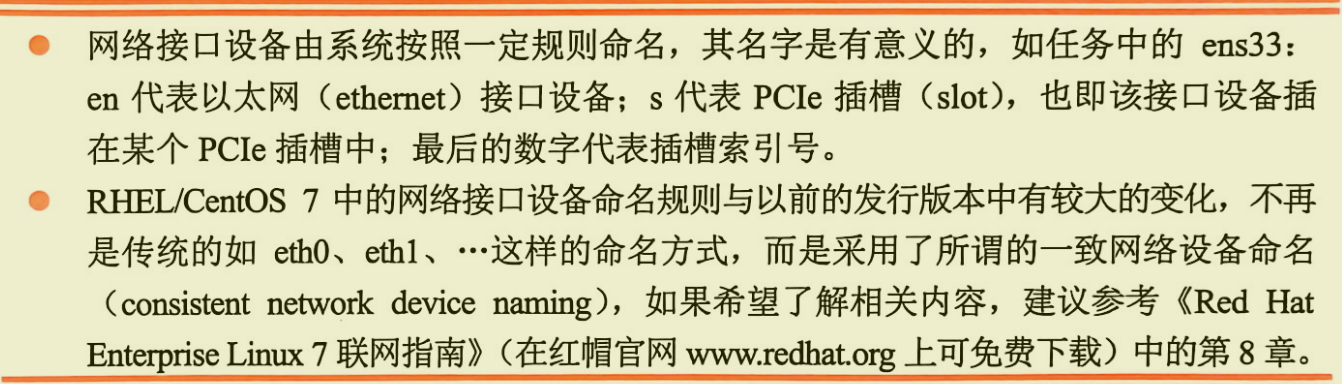 网络接口设备由系统按照一定规则命名，其名字是有意义的，如任务中的 ens33：
en 代表以太网（ethernet）接口设备；s 代表 PCIe 插槽（slot），也即该接口设备插
在某个 PCIe 插槽中；最后的数字代表插槽索引号。
RHEL/CentOS 7 中的网络接口设备命名规则与以前的发行版本中有较大的变化，不再
是传统的如 eth0、eth1、…这样的命名方式，而是采用了所谓的一致网络设备命名
（consistent network device naming），如果希望了解相关内容，建议参考《Red Hat
Enterprise Linux 7 联网指南》（在红帽官网 www.redhat.org 上可免费下载）中的第 8 章。